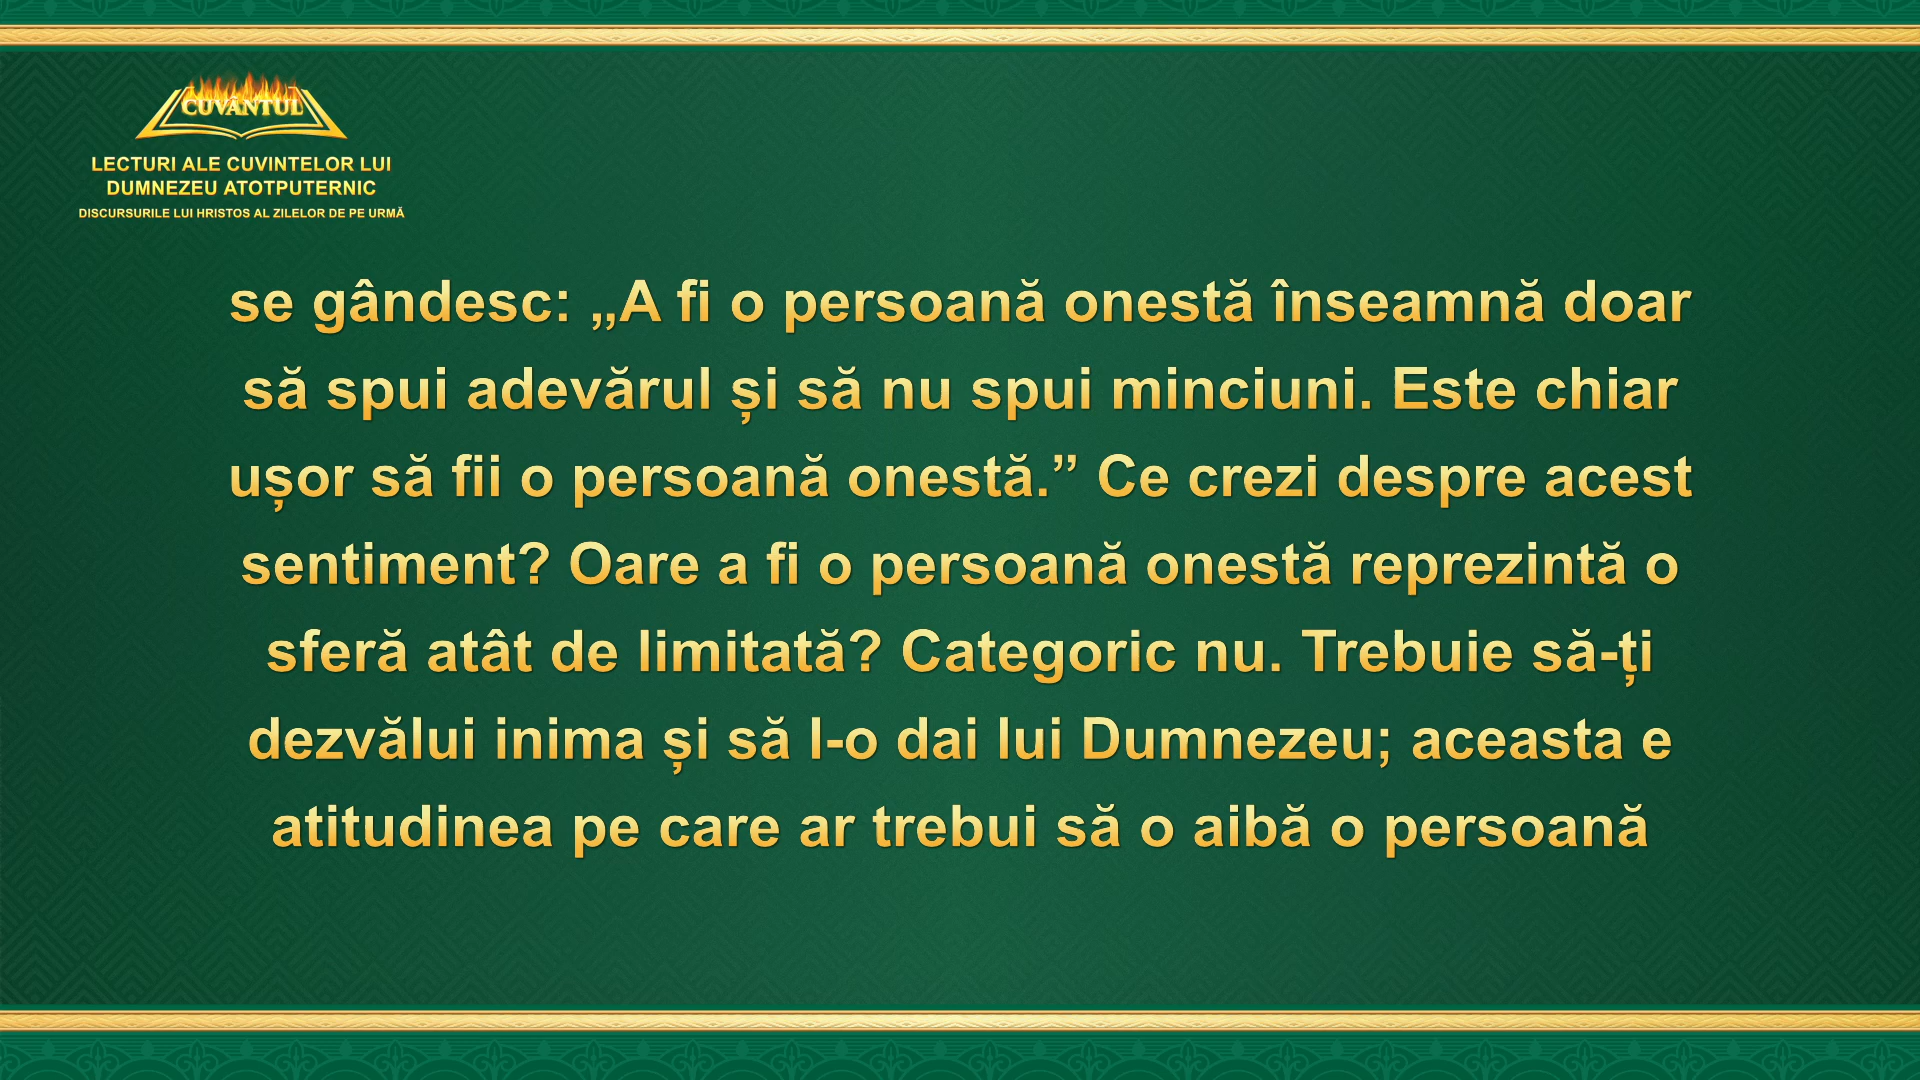 CUVÂNTUL
LECTURI ALE CUVINTELOR LUI
DUMNEZEU ATOTPUTERNIC
DISCURSURILE LUI HRISTOS AL ZILELOR DE PE URMĂ
se gândesc: „A fi o persoană onestă înseamnă doar
să spui adevărul și să nu spui minciuni. Este chiar
ușor să fii o persoană onestă.” Ce crezi despre acest
sentiment? Oare a fi o persoană onestă reprezintă o
sferă atât de limitată? Categoric nu. Trebuie să-ți
dezvălui inima și să I-o dai lui Dumnezeu; aceasta e
atitudinea pe care ar trebui să o aibă o persoană